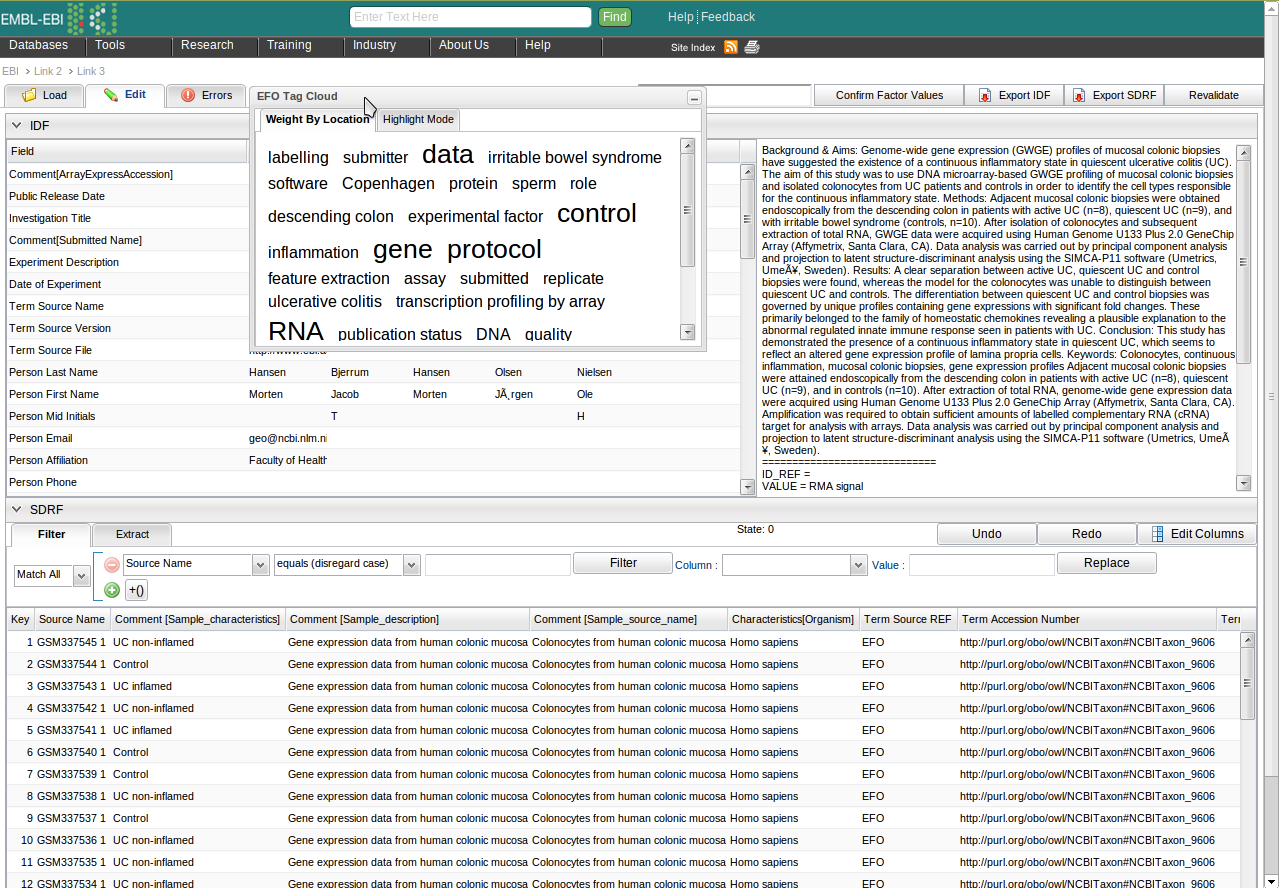 EMBL-EBI
Enter Text Here
Find
Help
Feedback
Databases
Tools
Research
Training
Industry
About Us
Help
Site Index
EBI > Link 2 > Link 3
Load
Edit
Errors
EFO Tag Cloud
Confirm Factor Values
Export IDF
Export SDRF
Revalidate
Weight By Location
Highlight Mode
labelling submitter data irritable bowel syndrome
software Copenhagen protein sperm role
descending colon experimental factor control
inflammation gene protocol
feature extraction assay submitted replicate
ulcerative colitis transcription profiling by array
RNA publication status DNA quality
IDF
Field
Comment[ArrayExpressAccession]
Public Release Date
Investigation Title
Comment[Submitted Name]
Experiment Description
Date of Experiment
Term Source Name
Term Source Version
Term Source File http://www.ebi.a
Person Last Name Hansen Bjerrum Hansen Olsen Nielsen
Person First Name Morten Jacob Morten JÃ¸rgen Ole
Person Mid Initials T H
Person Email geo@ncbi.nlm.ni
Person Affiliation Faculty of Health
Person Phone
Background & Aims: Genome-wide gene expression (GWGE) profiles of mucosal colonic biopsies
have suggested the existence of a continuous inflammatory state in quiescent ulcerative colitis (UC).
The aim of this study was to use DNA microarray-based GWGE profiling of mucosal colonic biopsies
and isolated colonocytes from UC patients and controls in order to identify the cell types responsible
for the continuous inflammatory state. Methods: Adjacent mucosal colonic biopsies were obtained
endoscopically from the descending colon in patients with active UC (n=8), quiescent UC (n=9), and
with irritable bowel syndrome (controls, n=10). After isolation of colonocytes and subsequent
extraction of total RNA, GWGE data were acquired using Human Genome U133 Plus 2.0 GeneChip
Array (Affymetrix, Santa Clara, CA). Data analysis was carried out by principal component analysis
and projection to latent structure-discriminant analysis using the SIMCA-P11 software (Umetrics,
UmeÃ¥, Sweden). Results: A clear separation between active UC, quiescent UC and control
biopsies were found, whereas the model for the colonocytes was unable to distinguish between
quiescent UC and controls. The differentiation between quiescent UC and control biopsies was
governed by unique profiles containing gene expressions with significant fold changes. These
primarily belonged to the family of homeostatic chemokines revealing a plausible explanation to the
abnormal regulated innate immune response seen in patients with UC. Conclusion: This study has
demonstrated the presence of a continuous inflammatory state in quiescent UC, which seems to
reflect an altered gene expression profile of lamina propria cells. Keywords: Colonocytes, continuous
inflammation, mucosal colonic biopsies, gene expression profiles Adjacent mucosal colonic biopsies
were attained endoscopically from the descending colon in patients with active UC (n=8), quiescent
UC (n=9), and in controls (n=10). After extraction of total RNA, genome-wide gene expression data
were acquired using Human Genome U133 Plus 2.0 GeneChip Array (Affymetrix, Santa Clara, CA).
Amplification was required to obtain sufficient amounts of labelled complementary RNA (cRNA)
target for analysis with arrays. Data analysis was carried out by principal component analysis and
projection to latent structure-discriminant analysis using the SIMCA-P11 software (Umetrics, UmeÃ
¥, Sweden).
=============================
ID_REF =
VALUE = RMA signal
SDRF
Filter
Extract
State: 0
Undo
Redo
Edit Columns
Match All
Source Name
equals (disregard case)
Filter
Column :
Value :
Replace
+()
Key Source Name Comment [Sample_characteristics] Comment [Sample_description] Comment [Sample_source_name] Characteristics[Organism] Term Source REF Term Accession Number Terr
1 GSM337545 1 UC non-inflamed Gene expression data from human colonic mucosa Colonocytes from human colonic mucosa Homo sapiens EFO http://purl.org/obo/owl/NCBITaxon#NCBITaxon_9606
2 GSM337544 1 Control Gene expression data from human colonic mucosa Colonocytes from human colonic mucosa Homo sapiens EFO http://purl.org/obo/owl/NCBITaxon#NCBITaxon_9606
3 GSM337543 1 UC inflamed Gene expression data from human colonic mucosa Colonocytes from human colonic mucosa Homo sapiens EFO http://purl.org/obo/owl/NCBITaxon#NCBITaxon_9606
4 GSM337542 1 UC non-inflamed Gene expression data from human colonic mucosa Colonocytes from human colonic mucosa Homo sapiens EFO http://purl.org/obo/owl/NCBITaxon#NCBITaxon_9606
5 GSM337541 1 UC inflamed Gene expression data from human colonic mucosa Colonocytes from human colonic mucosa Homo sapiens EFO http://purl.org/obo/owl/NCBITaxon#NCBITaxon_9606
6 GSM337540 1 Control Gene expression data from human colonic mucosa Colonocytes from human colonic mucosa Homo sapiens EFO http://purl.org/obo/owl/NCBITaxon#NCBITaxon_9606
7 GSM337539 1 Control Gene expression data from human colonic mucosa Colonocytes from human colonic mucosa Homo sapiens EFO http://purl.org/obo/owl/NCBITaxon#NCBITaxon_9606
8 GSM337538 1 UC non-inflamed Gene expression data from human colonic mucosa Colonocytes from human colonic mucosa Homo sapiens EFO http://purl.org/obo/owl/NCBITaxon#NCBITaxon_9606
9 GSM337537 1 Control Gene expression data from human colonic mucosa Colonocytes from human colonic mucosa Homo sapiens EFO http://purl.org/obo/owl/NCBITaxon#NCBITaxon_9606
10 GSM337536 1 UC non-inflamed Gene expression data from human colonic mucosa Colonocytes from human colonic mucosa Homo sapiens EFO http://purl.org/obo/owl/NCBITaxon#NCBITaxon_9606
11 GSM337535 1 UC non-inflamed Gene expression data from human colonic mucosa Colonocytes from human colonic mucosa Homo sapiens EFO http://purl.org/obo/owl/NCBITaxon#NCBITaxon_9606
12 GSM337534 1 UC non-inflamed Gene expression data from human colonic mucosa Colonocytes from human colonic mucosa Homo sapiens EFO http://purl.org/obo/owl/NCBITaxon#NCBITaxon_9606